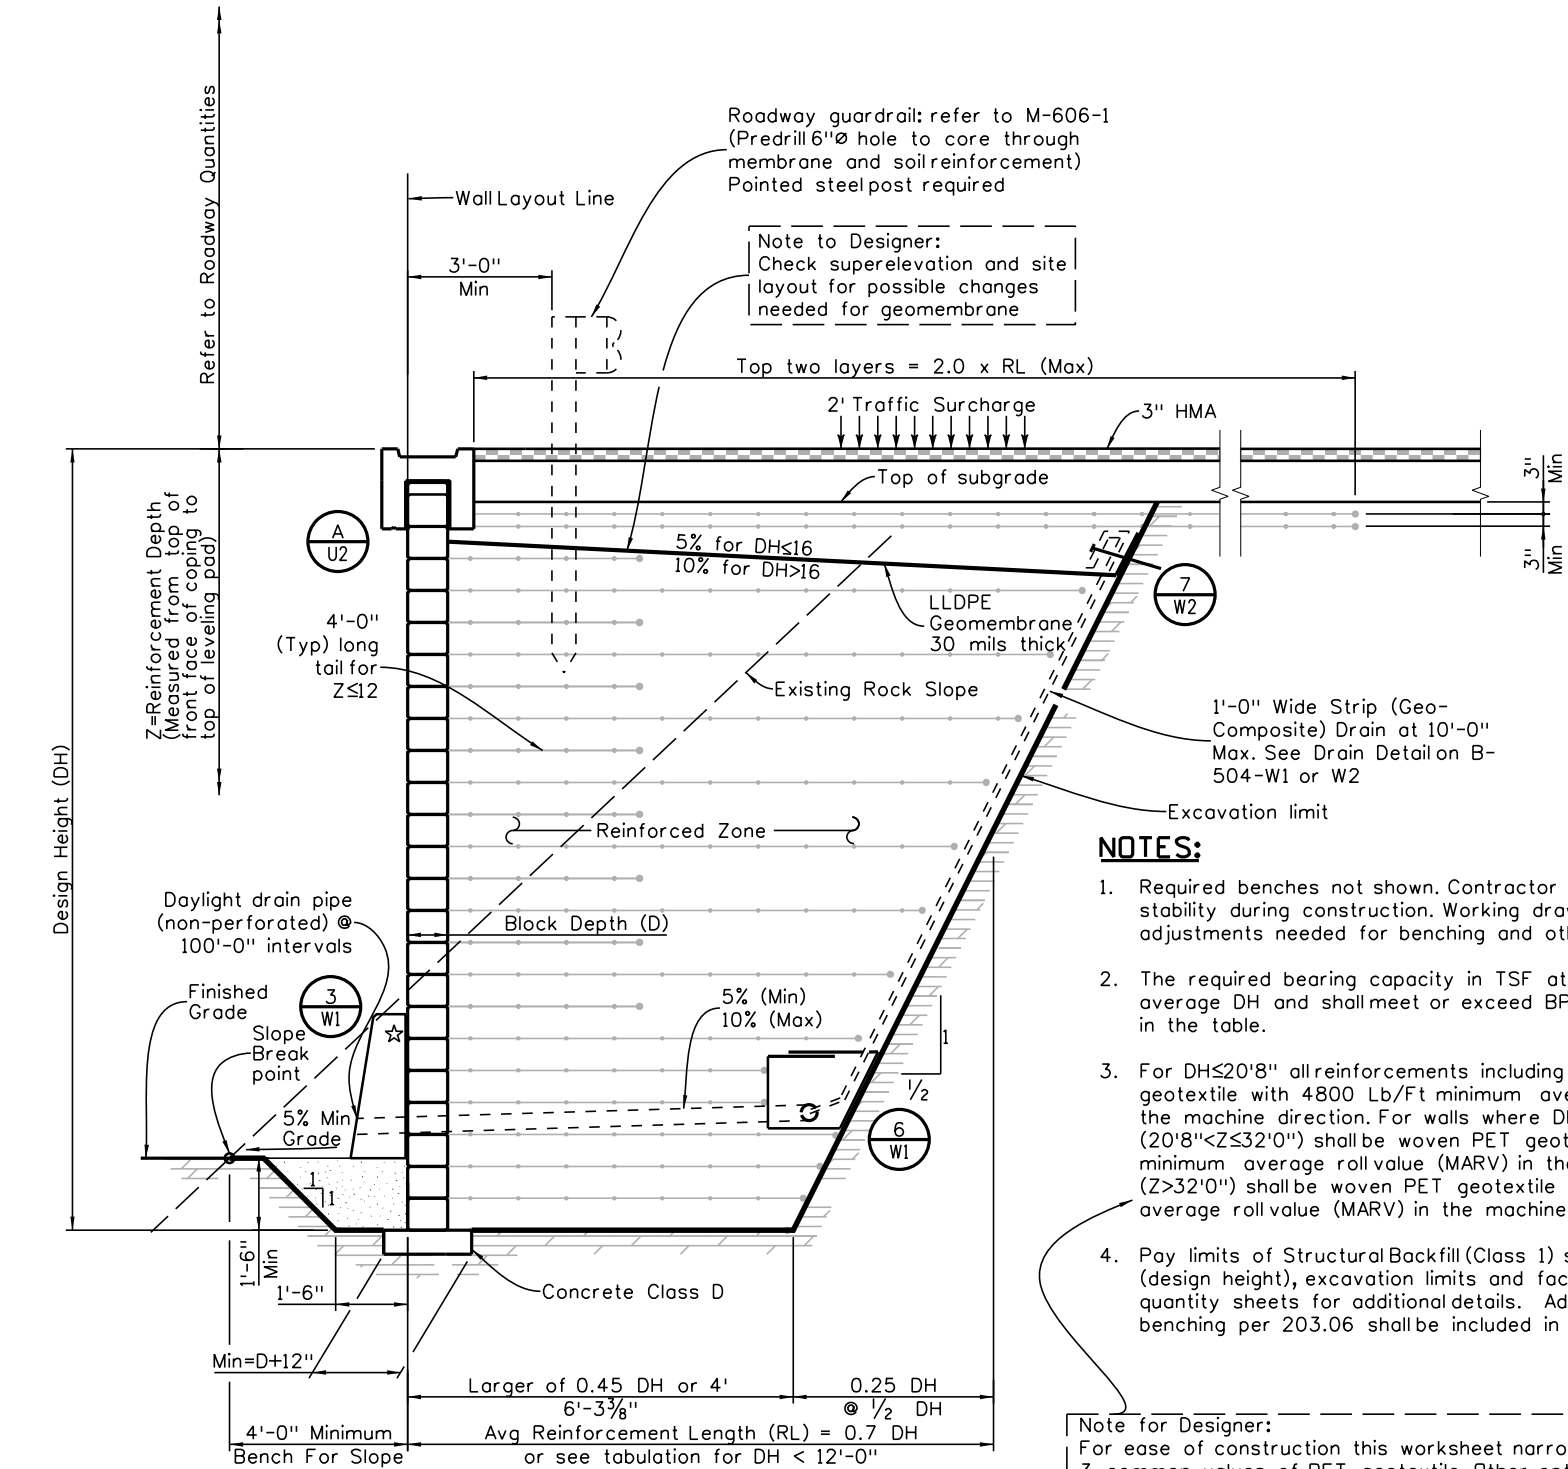 Refer to Roadway Quantities
Roadway guardrail: refer to M-606-1
(Predrill 6"Ø hole to core through
membrane and soil reinforcement)
Pointed steel post required
Wall Layout Line
Note to Designer:
Check superelevation and site
layout for possible changes
needed for geomembrane
3'-0"
Min
Top two layers = 2.0 x RL (Max)
2' Traffic Surcharge
3" HMA
Top of subgrade
3"
Min
3"
Min
Z=Reinforcement Depth
(Measured from top of
front face of coping to
top of leveling pad)
A
U2
5% for DH≤16
10% for DH>16
7
W2
LLDPE
Geomembrane
30 mils thick
4'-0"
(Typ) long
tail for
Z≤12
Existing Rock Slope
1'-0" Wide Strip (Geo-
Composite) Drain at 10'-0"
Max. See Drain Detail on B-
504-W1 or W2
Excavation limit
Design Height (DH)
Reinforced Zone
Daylight drain pipe
(non-perforated) @
100'-0" intervals
Block Depth (D)
Finished
Grade
3
W1
Slope
Break
point
5% (Min)
10% (Max)
1
1/2
5% Min
Grade
6
W1
1
1
1'-6"
Min
1'-6"
Concrete Class D
Min=D+12"
Larger of 0.45 DH or 4'
6'-3 3/8"
0.25 DH
@ 1/2 DH
4'-0" Minimum
Bench For Slope
Avg Reinforcement Length (RL) = 0.7 DH
or see tabulation for DH < 12'-0"
NOTES:
1. Required benches not shown. Contractor
stability during construction. Working dra
adjustments needed for benching and ot
2. The required bearing capacity in TSF at
average DH and shall meet or exceed BP
in the table.
3. For DH≤20'8" all reinforcements including
geotextile with 4800 Lb/Ft minimum ave
the machine direction. For walls where D
(20'8"<Z≤32'0") shall be woven PET geot
minimum average roll value (MARV) in the
(Z>32'0") shall be woven PET geotextile
average roll value (MARV) in the machine
4. Pay limits of Structural Backfill (Class 1) s
(design height), excavation limits and fac
quantity sheets for additional details. Ad
benching per 203.06 shall be included in
Note for Designer:
For ease of construction this worksheet narro